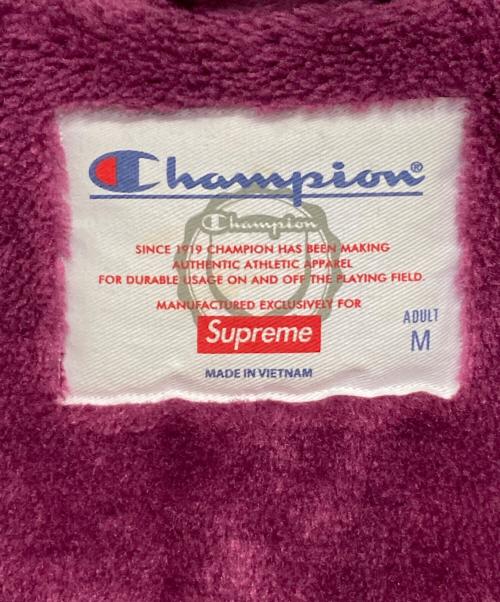 Champion®
Champion
SINCE 1919 CHAMPION HAS BEEN MAKING
AUTHENTIC ATHLETIC APPAREL
FOR DURABLE USAGE ON AND OFF THE PLAYING FIELD.
MANUFACTURED EXCLUSIVELY FOR
Supreme
ADULT
M
MADE IN VIETNAM